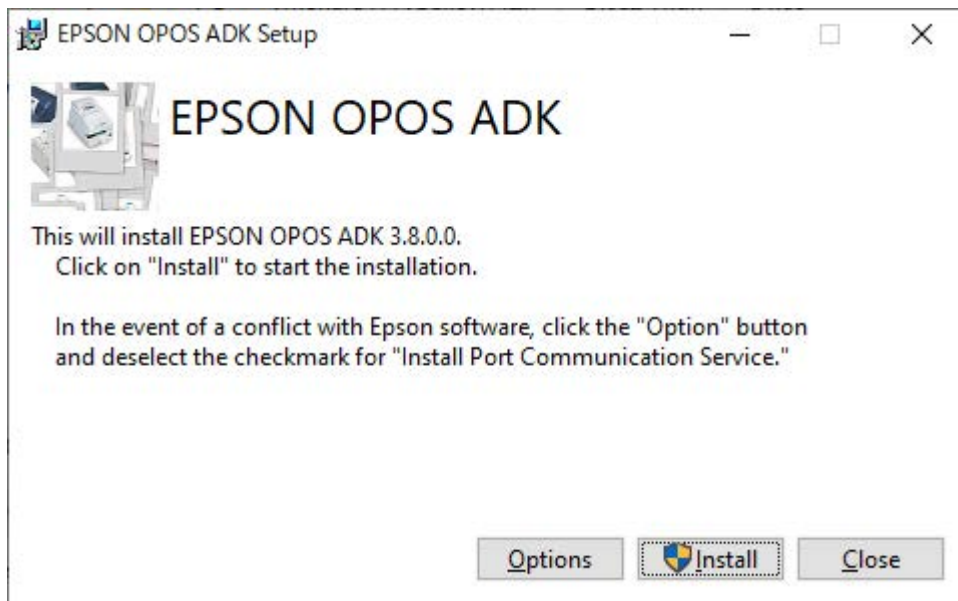 EPSON OPOS ADK Setup
EPSON OPOS ADK
This will install EPSON OPOS ADK 3.8.0.0.
Click on "Install" to start the installation.
In the event of a conflict with Epson software, click the "Option" button
and deselect the checkmark for "Install Port Communication Service."
Options
Install
Close